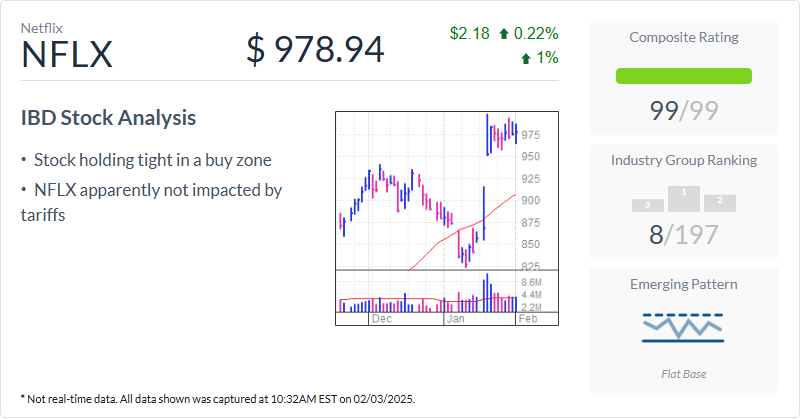 Netflix
NFLX
$ 978.94
$2.18 0.22%
1%
IBD Stock Analysis
• Stock holding tight in a buy zone
• NFLX apparently not impacted by
tariffs
975
950
925
900
875
850
825
8.6M
4.4M
2.2M
Dec
Jan
Feb
* Not real-time data. All data shown was captured at 10:32AM EST on 02/03/2025.
Composite Rating
99/99
Industry Group Ranking
3 1 2
8/197
Emerging Pattern
Flat Base